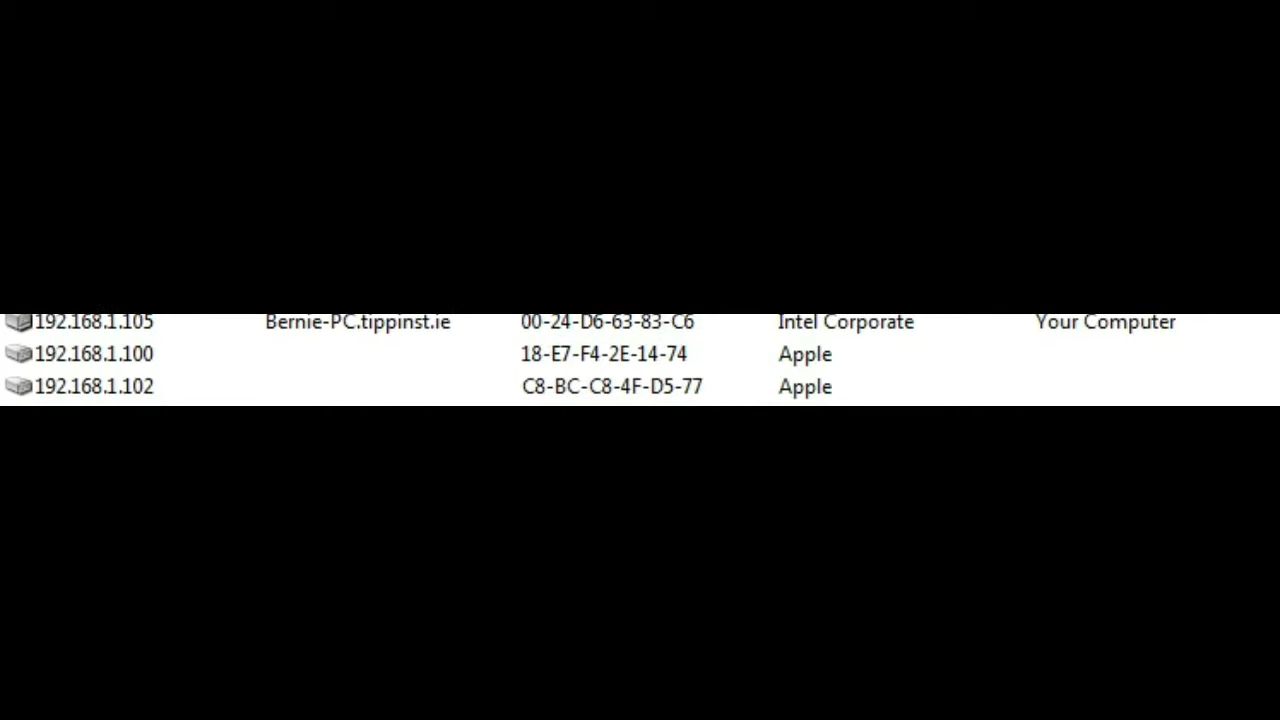 192.168.1.105 Bernie-PC.tippinst.ie 00-24-D6-63-83-C6 Intel Corporate Your Computer
192.168.1.100 18-E7-F4-2E-14-74 Apple
192.168.1.102 C8-BC-C8-4F-D5-77 Apple